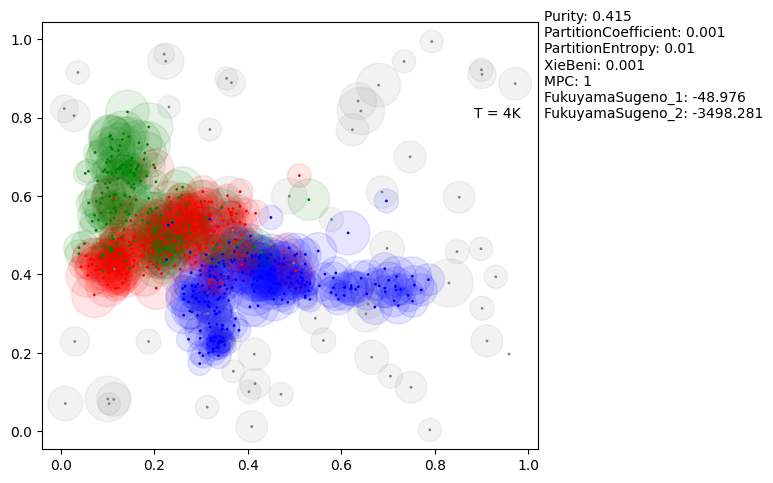 Purity: 0.415
PartitionCoefficient: 0.001
PartitionEntropy: 0.01
XieBeni: 0.001
MPC: 1
FukuyamaSugeno_1: -48.976
FukuyamaSugeno_2: -3498.281
T = 4K
1.0
0.8
0.6
0.4
0.2
0.0
0.0 0.2 0.4 0.6 0.8 1.0